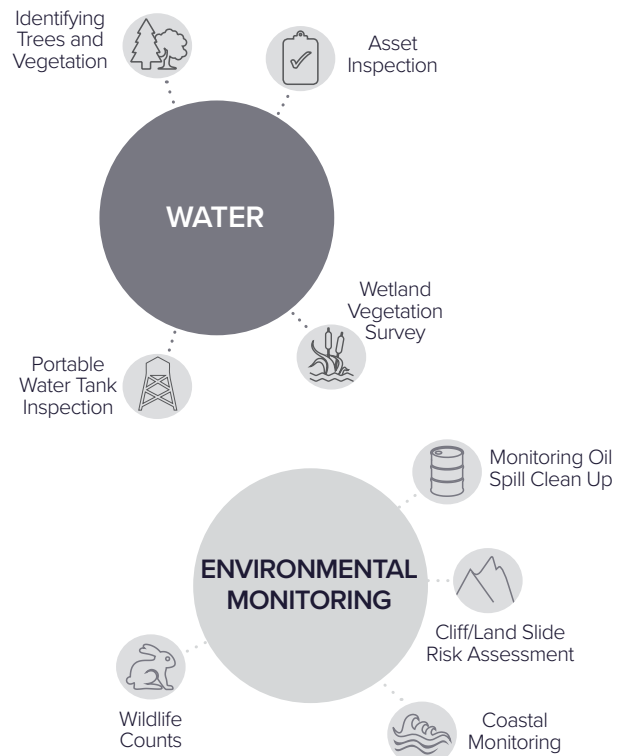 Identifying
Trees and
Vegetation
Asset
Inspection
WATER
Wetland
Vegetation
Survey
Portable
Water Tank
Inspection
Monitoring Oil
Spill Clean Up
ENVIRONMENTAL
MONITORING
Cliff/Land Slide
Risk Assessment
Wildlife
Counts
Coastal
Monitoring